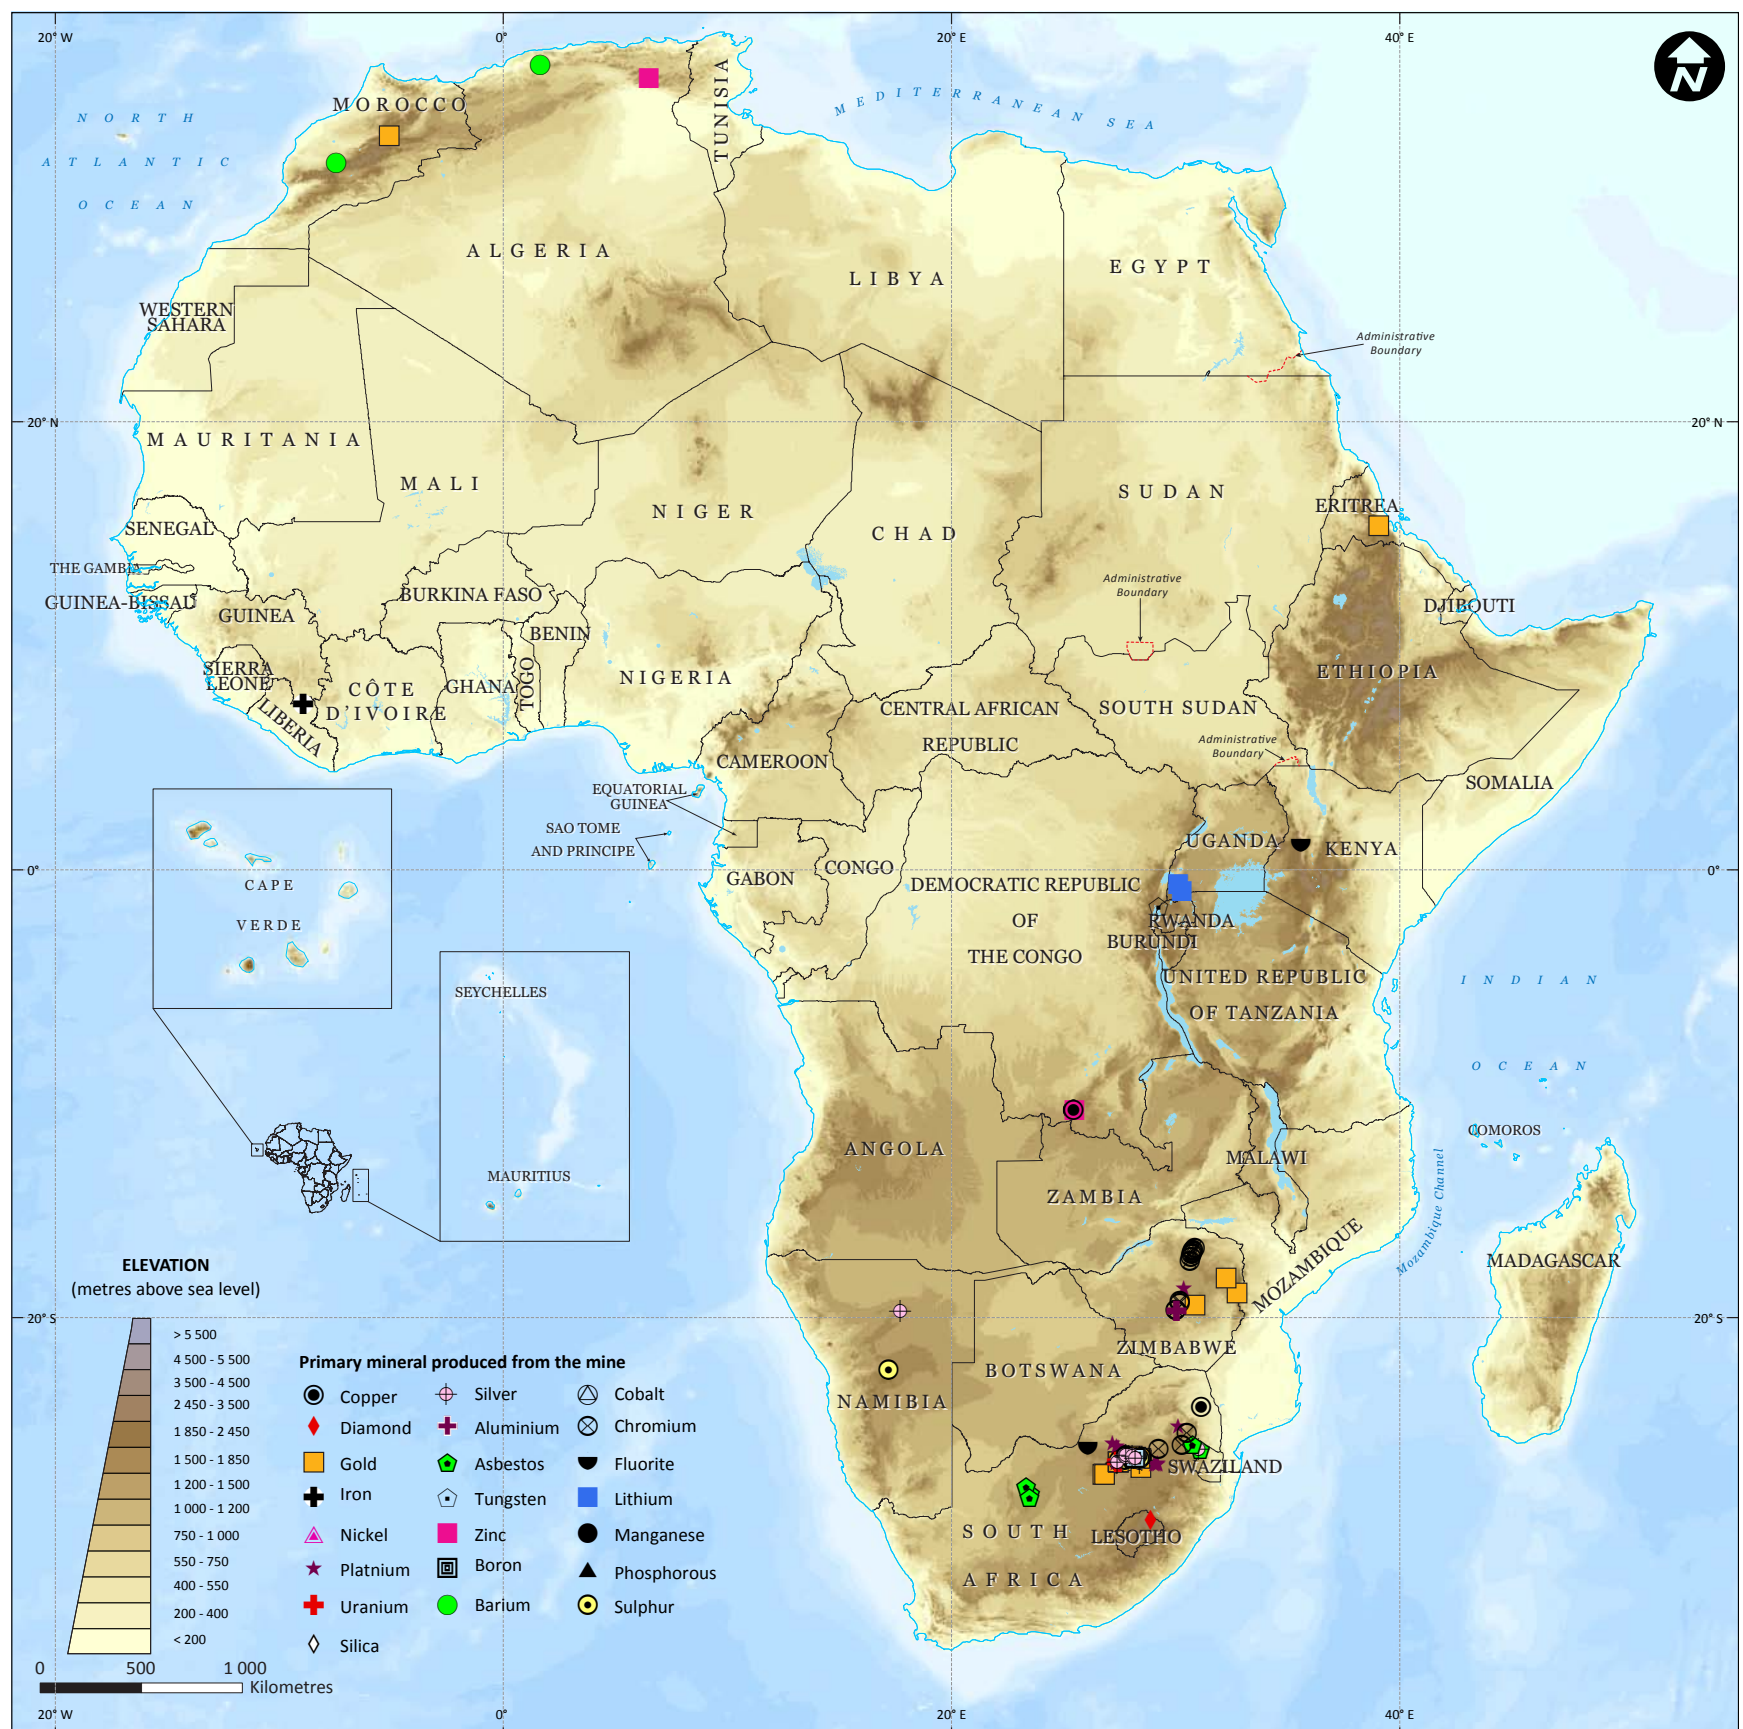 20° W
0°
20° E
40° E
N
MEDITERRANEAN SEA
NORTH
ATLANTIC
OCEAN
MOROCCO
TUNISIA
ALGERIA
LIBYA
EGYPT
WESTERN
SAHARA
Administrative
Boundary
20° N
20° N
MAURITANIA
MALI
NIGER
CHAD
SUDAN
ERITREA
SENEGAL
THE GAMBIA
GUINEA-BISSAU
GUINEA
BURKINA FASO
BENIN
TOGO
GHANA
SIERRA
LEONE
LIBERIA
CÔTE
D'IVOIRE
NIGERIA
Administrative
Boundary
DJIBOUTI
ETHIOPIA
CENTRAL AFRICAN
REPUBLIC
SOUTH SUDAN
Administrative
Boundary
CAMEROON
SOMALIA
EQUATORIAL
GUINEA
SAO TOME
AND PRINCIPE
UGANDA
KENYA
0°
0°
GABON
CONGO
DEMOCRATIC REPUBLIC
OF
THE CONGO
RWANDA
BURUNDI
UNITED REPUBLIC
OF TANZANIA
CAPE
VERDE
SEYCHELLES
MAURITIUS
INDIAN
OCEAN
COMOROS
ANGOLA
ZAMBIA
MALAWI
Mozambique Channel
MOZAMBIQUE
MADAGASCAR
20° S
20° S
ZIMBABWE
BOTSWANA
NAMIBIA
SWAZILAND
LESOTHO
SOUTH
AFRICA
ELEVATION
(metres above sea level)
> 5 500
4 500 - 5 500
3 500 - 4 500
2 450 - 3 500
1 850 - 2 450
1 500 - 1 850
1 200 - 1 500
1 000 - 1 200
750 - 1 000
550 - 750
400 - 550
200 - 400
< 200
Primary mineral produced from the mine
Copper
Silver
Cobalt
Diamond
Aluminium
Chromium
Gold
Asbestos
Fluorite
Iron
Tungsten
Lithium
Nickel
Zinc
Manganese
Platnium
Boron
Phosphorous
Uranium
Barium
Sulphur
Silica
0
500
1 000
Kilometres
20° W
0°
20° E
40° E